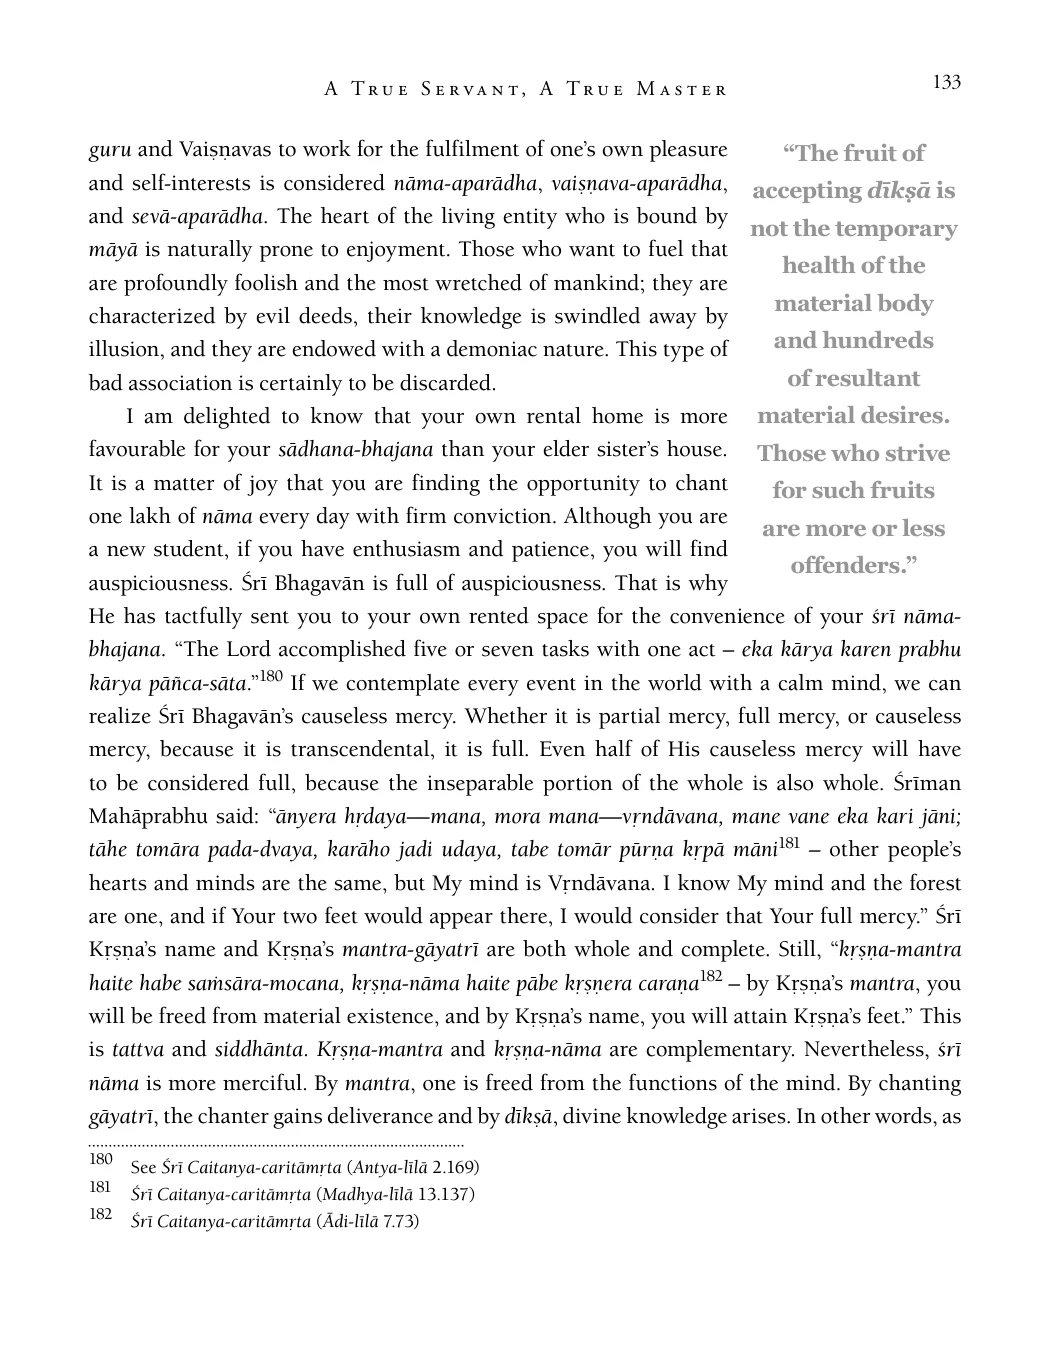 A True Servant, A True Master
133
guru and Vaiṣṇavas to work for the fulfilment of one’s own pleasure
and self-interests is considered nāma-aparādha, vaiṣṇava-aparādha,
and sevā-aparādha. The heart of the living entity who is bound by
māyā is naturally prone to enjoyment. Those who want to fuel that
are profoundly foolish and the most wretched of mankind; they are
characterized by evil deeds, their knowledge is swindled away by
illusion, and they are endowed with a demoniac nature. This type of
bad association is certainly to be discarded.
I am delighted to know that your own rental home is more
favourable for your sādhana-bhajana than your elder sister’s house.
It is a matter of joy that you are finding the opportunity to chant
one lakh of nāma every day with firm conviction. Although you are
a new student, if you have enthusiasm and patience, you will find
auspiciousness. Śrī Bhagavān is full of auspiciousness. That is why
“The fruit of
accepting dīkṣā is
not the temporary
health of the
material body
and hundreds
of resultant
material desires.
Those who strive
for such fruits
are more or less
offenders.”
He has tactfully sent you to your own rented space for the convenience of your śrī nāma-
bhajana. “The Lord accomplished five or seven tasks with one act – eka kārya karen prabhu
kārya pāñca-sāta.”180 If we contemplate every event in the world with a calm mind, we can
realize Śrī Bhagavān’s causeless mercy. Whether it is partial mercy, full mercy, or causeless
mercy, because it is transcendental, it is full. Even half of His causeless mercy will have
to be considered full, because the inseparable portion of the whole is also whole. Śrīman
Mahāprabhu said: “ānyera hṛdaya—mana, mora mana—vṛndāvana, mane vane eka kari jāni;
tāhe tomāra pada-dvaya, karāho jadi udaya, tabe tomār pūrṇa kṛpā māni181 – other people’s
hearts and minds are the same, but My mind is Vṛndāvana. I know My mind and the forest
are one, and if Your two feet would appear there, I would consider that Your full mercy.” Śrī
Kṛṣṇa’s name and Kṛṣṇa’s mantra-gāyatrī are both whole and complete. Still, “kṛṣṇa-mantra
haite habe saṁsāra-mocana, kṛṣṇa-nāma haite pābe kṛṣṇera caraṇa182 – by Kṛṣṇa’s mantra, you
will be freed from material existence, and by Kṛṣṇa’s name, you will attain Kṛṣṇa’s feet.” This
is tattva and siddhānta. Kṛṣṇa-mantra and kṛṣṇa-nāma are complementary. Nevertheless, śrī
nāma is more merciful. By mantra, one is freed from the functions of the mind. By chanting
gāyatrī, the chanter gains deliverance and by dīkṣā, divine knowledge arises. In other words, as
180 See Śrī Caitanya-caritāmṛta (Antya-līlā 2.169)
181 Śrī Caitanya-caritāmṛta (Madhya-līlā 13.137)
182 Śrī Caitanya-caritāmṛta (Ādi-līlā 7.73)